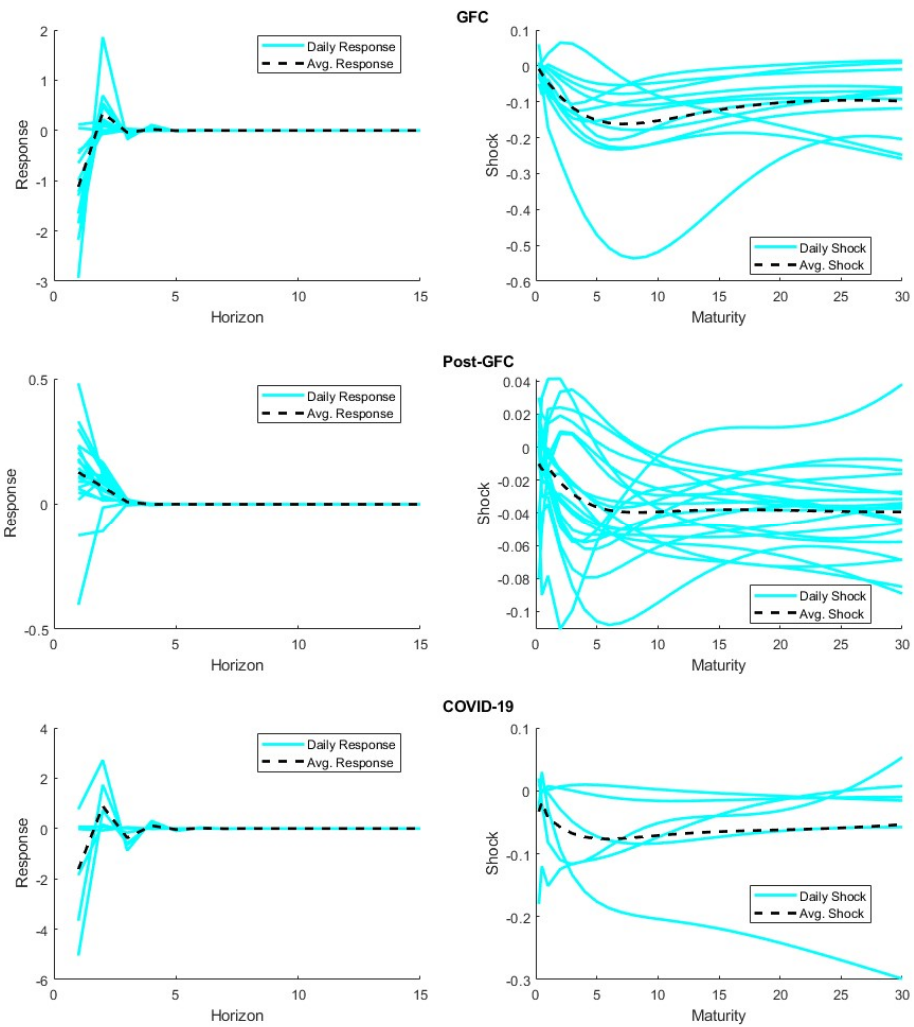 GFC
2
1
0
-1
-2
-3
Response
0
5
10
15
Horizon
Daily Response
Avg. Response
0.1
0
-0.1
-0.2
-0.3
-0.4
-0.5
-0.6
Shock
0
5
10
15
20
25
30
Maturity
Daily Shock
Avg. Shock
Post-GFC
0.5
0
-0.5
Response
0
5
10
15
Horizon
Daily Response
Avg. Response
0.04
0.02
0
-0.02
-0.04
-0.06
-0.08
-0.1
Shock
0
5
10
15
20
25
30
Maturity
Daily Shock
Avg. Shock
COVID-19
4
2
0
-2
-4
-6
Response
0
5
10
15
Horizon
Daily Response
Avg. Response
0.1
0
-0.1
-0.2
-0.3
Shock
0
5
10
15
20
25
30
Maturity
Daily Shock
Avg. Shock